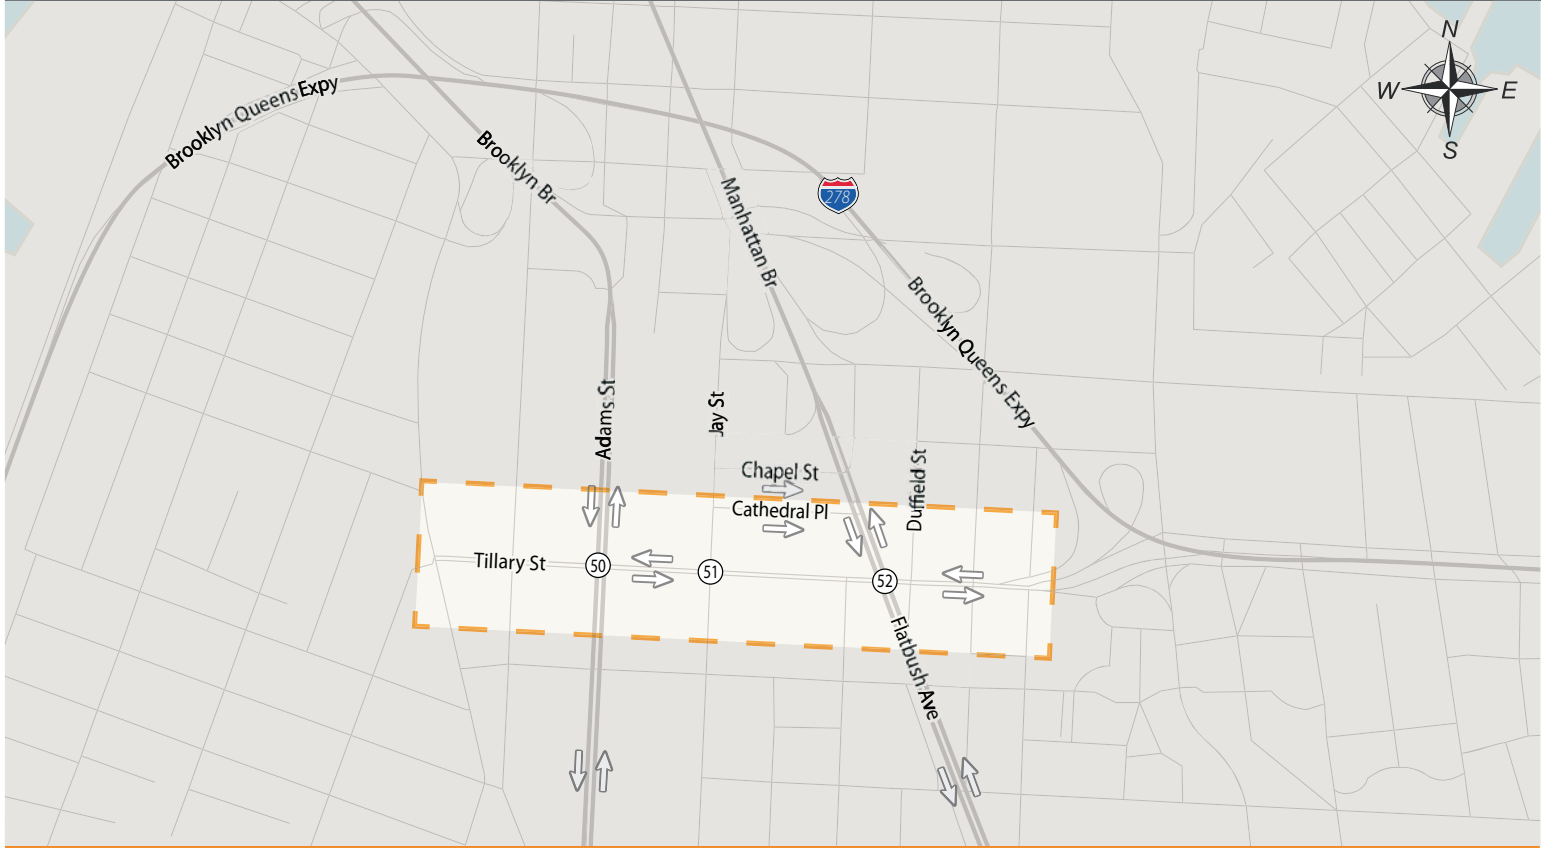 N
W E
S
Brooklyn Queens Expy
Brooklyn Br
Manhattan Br
278
Brooklyn Queens Expy
Adams St
Jay St
Chapel St
Duffield St
Cathedral Pl
Tillary St
50
51
52
Flatbush Ave